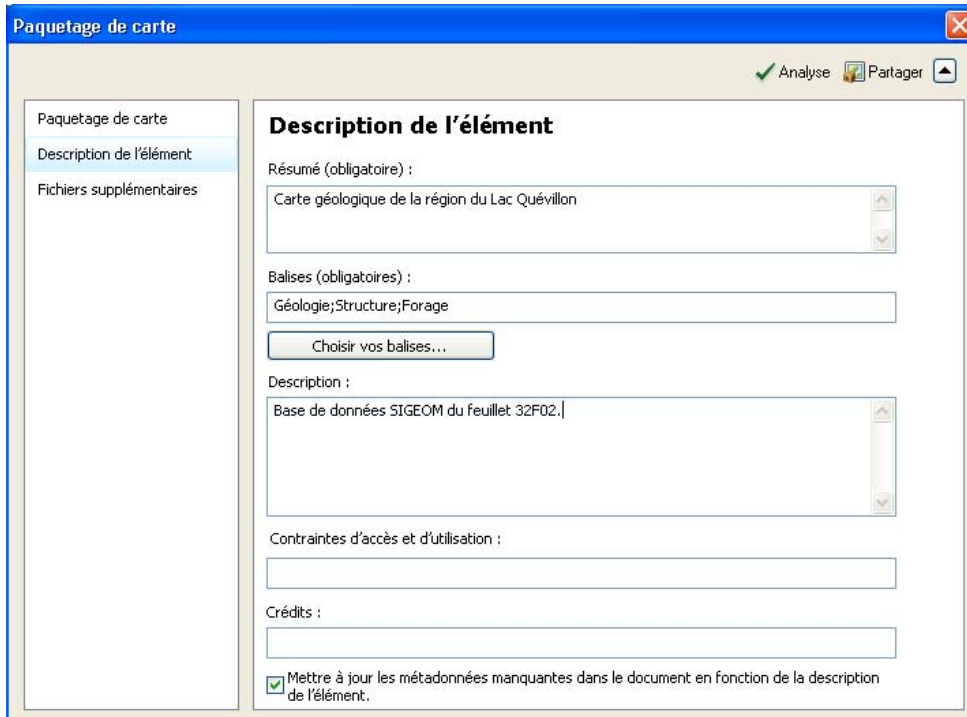 Paquetage de carte
Analyse Partager
Paquetage de carte
Description de l'élément
Fichiers supplémentaires
Description de l'élément
Résumé (obligatoire) :
Carte géologique de la région du Lac Quévillon
Balises (obligatoires) :
Géologie;Structure;Forage
Choisir vos balises...
Description :
Base de données SIGEOM du feuillet 32F02.
Contraintes d'accès et d'utilisation :
Crédits :
Mettre à jour les métadonnées manquantes dans le document en fonction de la description
de l'élément.